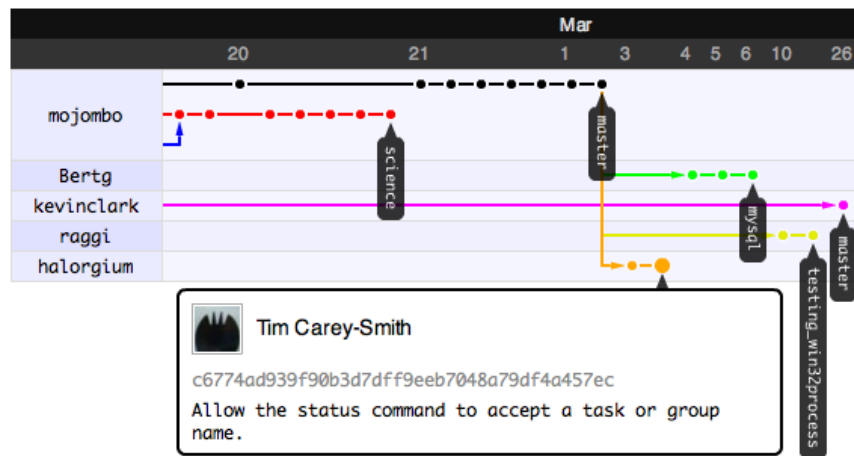 Mar
20 21 1 3 4 5 6 10 26
mojombo
Bertg
kevinclark
raggi
halorgium
science
master
mysql
master
testing_win32process
Tim Carey-Smith
c6774ad939f90b3d7dff9eeb7048a79df4a457ec
Allow the status command to accept a task or group
name.